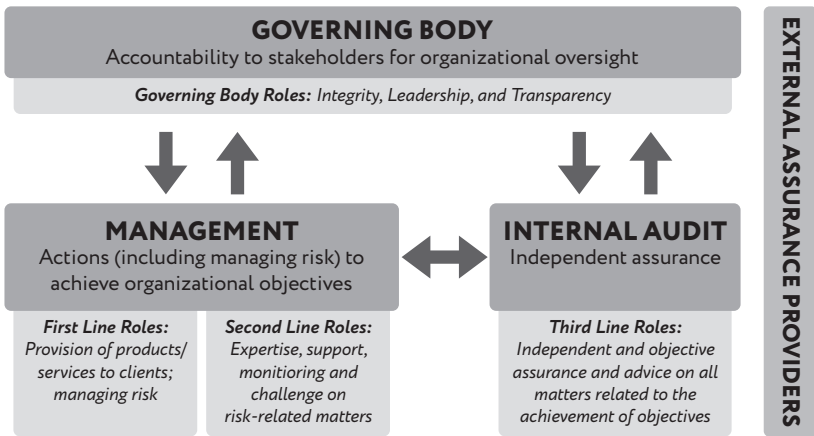 GOVERNING BODY
Accountability to stakeholders for organizational oversight
Governing Body Roles: Integrity, Leadership, and Transparency
MANAGEMENT
Actions (including managing risk) to
achieve organizational objectives
First Line Roles:
Provision of products/
services to clients;
managing risk
Second Line Roles:
Expertise, support,
monitoring and
challenge on
risk-related matters
INTERNAL AUDIT
Independent assurance
Third Line Roles:
Independent and objective
assurance and advice on all
matters related to the
achievement of objectives
EXTERNAL ASSURANCE PROVIDERS